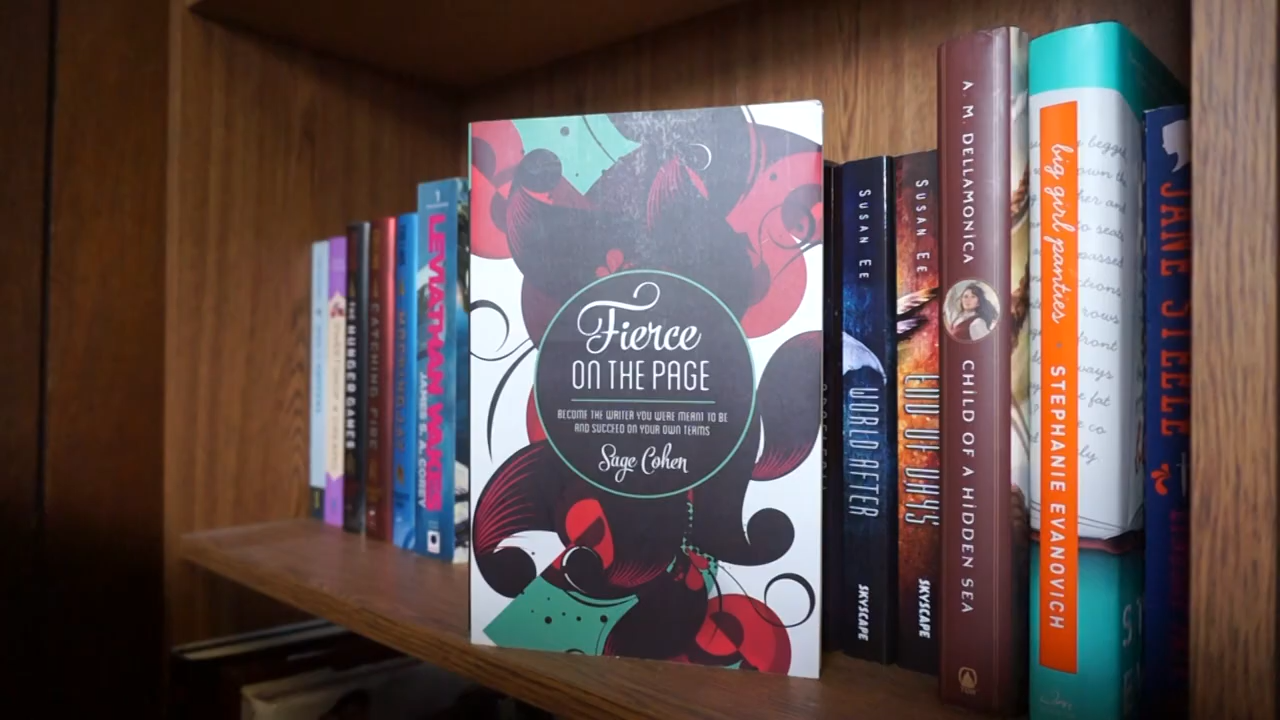 THE HUNGER GAMES
CATCHING FIRE
LEVIATHAN WAKES
JAMES S. A. COREY
Fierce
ON THE PAGE
BECOME THE WRITER YOU WERE MEANT TO BE
AND SUCCEED ON YOUR OWN TERMS
Sage Cohen
SUSAN EE
WORLD AFTER
SKYSCAPE
SUSAN EE
END OF DAYS
SKYSCAPE
A. M. DELLAMONICA
CHILD OF A HIDDEN SEA
big girl panties • STEPHANIE EVANOVICH
JANE STEELE